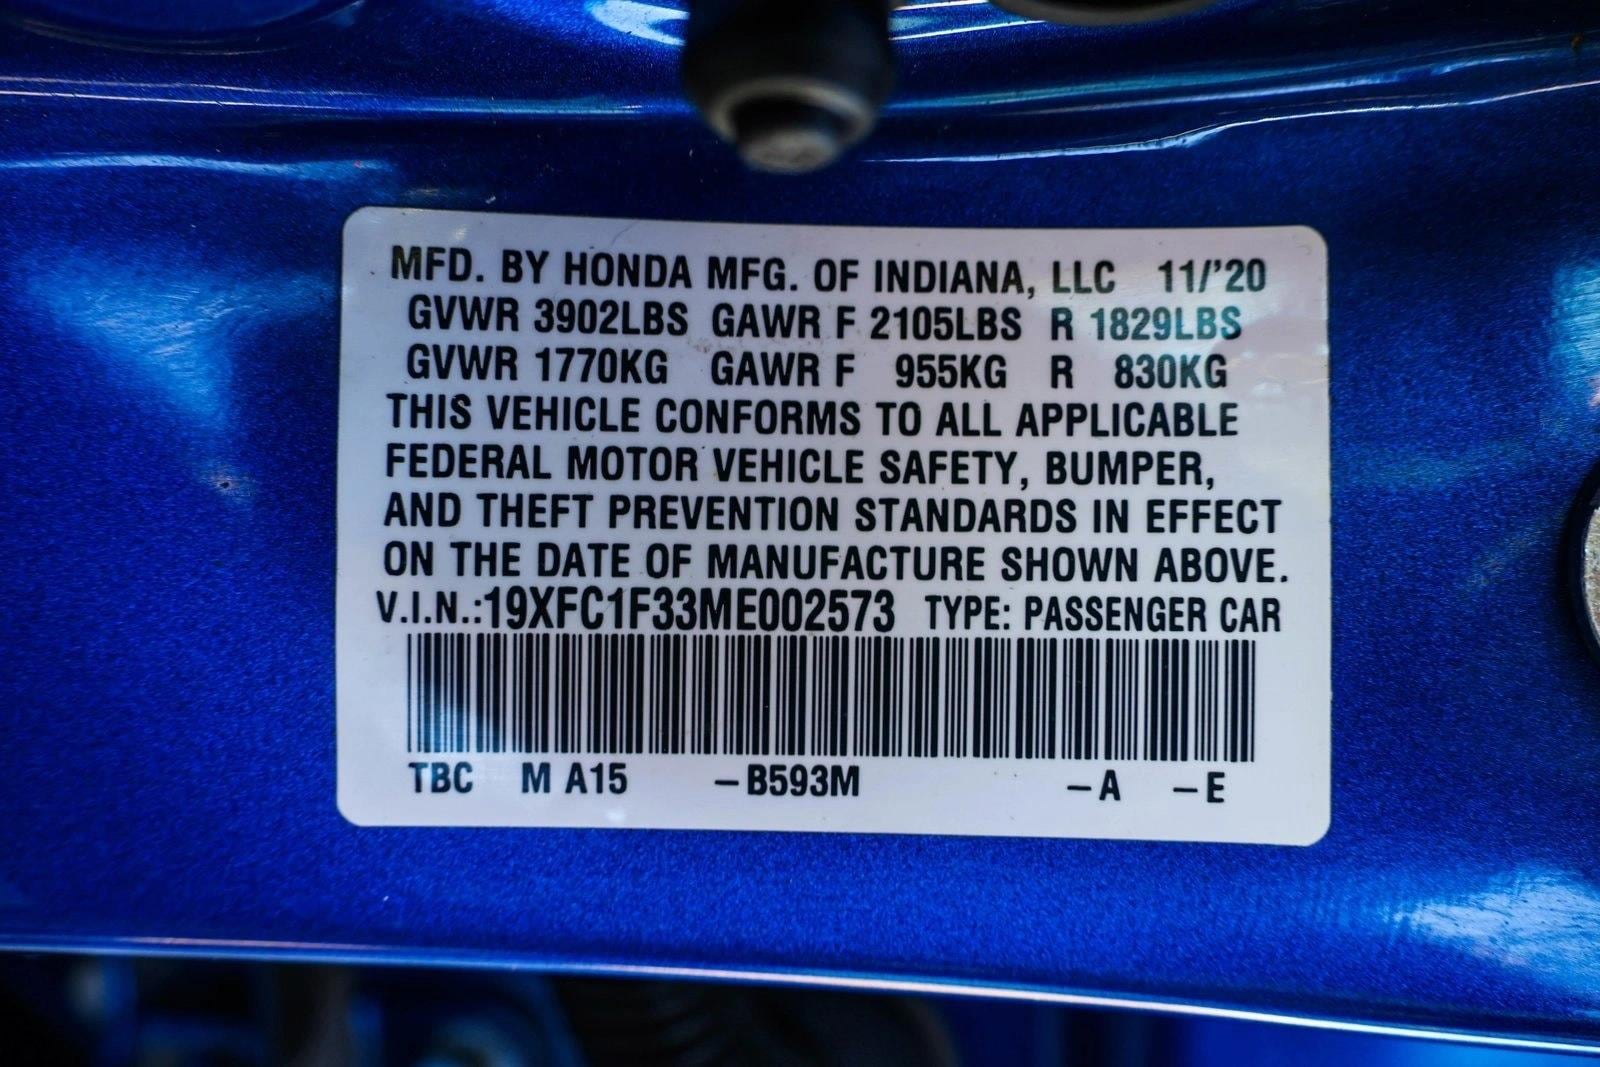 MFD. BY HONDA MFG. OF INDIANA, LLC 11/'20
GVWR 3902LBS GAWR F 2105LBS R 1829LBS
GVWR 1770KG GAWR F 955KG R 830KG
THIS VEHICLE CONFORMS TO ALL APPLICABLE
FEDERAL MOTOR VEHICLE SAFETY, BUMPER,
AND THEFT PREVENTION STANDARDS IN EFFECT
ON THE DATE OF MANUFACTURE SHOWN ABOVE.
V.I.N.:19XFC1F33ME002573 TYPE: PASSENGER CAR
TBC M A15 –B593M –A –E